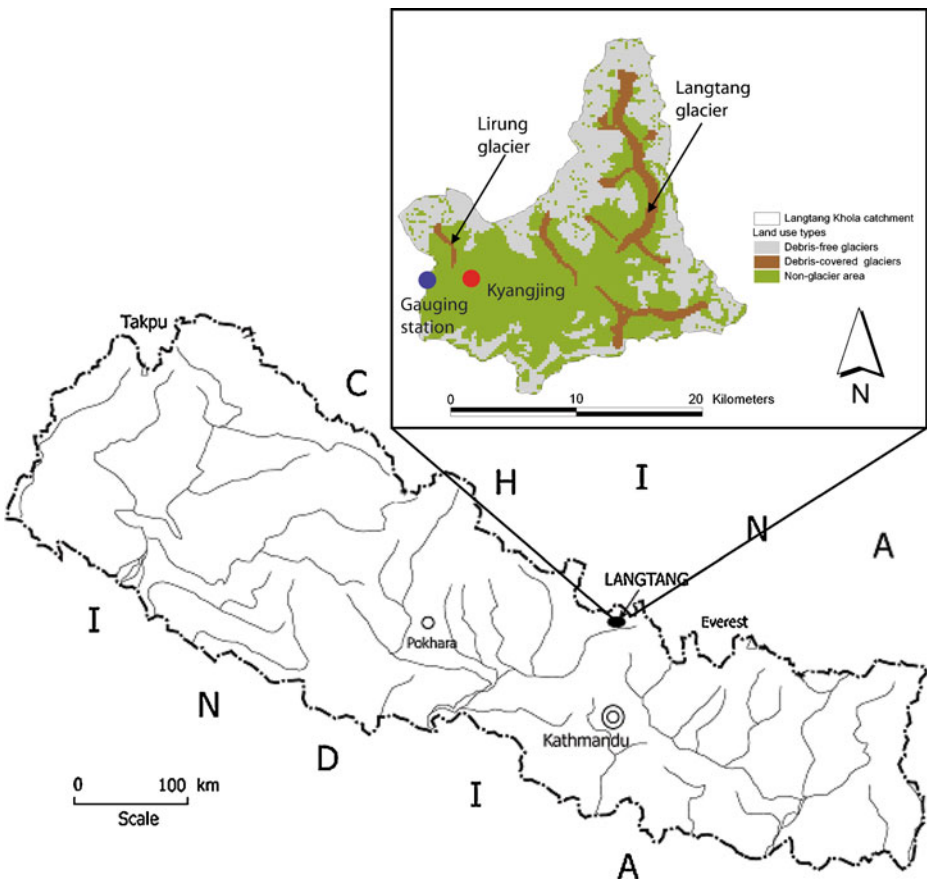 Langtang
glacier
Lirung
glacier
Langtang Khola catchment
Land use types
Debris-free glaciers
Debris-covered glaciers
Non-glacier area
Kyangjing
Gauging
station
N
0 10 20 Kilometers
Takpu
C
H
I
N
A
LANGTANG
Everest
Pokhara
Kathmandu
I
N
D
I
A
0 100 km
Scale